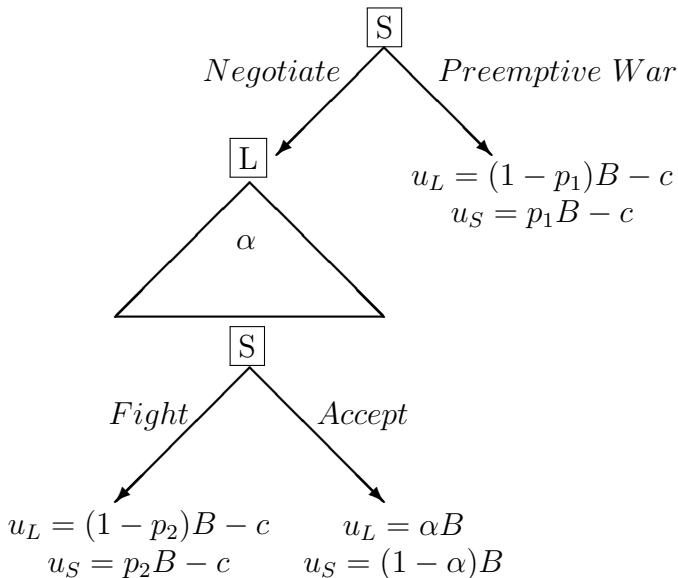 S
Negotiate
Preemptive War
L
u_L = (1 − p_1)B − c
u_S = p_1B − c
α
S
Fight
Accept
u_L = (1 − p_2)B − c
u_S = p_2B − c
u_L = αB
u_S = (1 − α)B